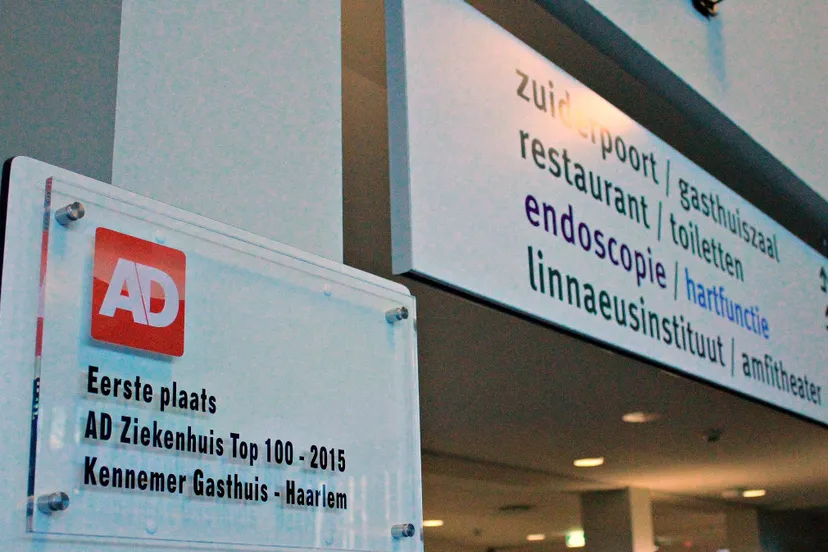 AD
Eerste plaats
AD Ziekenhuis Top 100 - 2015
Kennemer Gasthuis - Haarlem
zuiderpoort / gasthuiszaal
restaurant / toiletten
endoscopie / hartfunctie
linnaeusinstituut / amfitheater